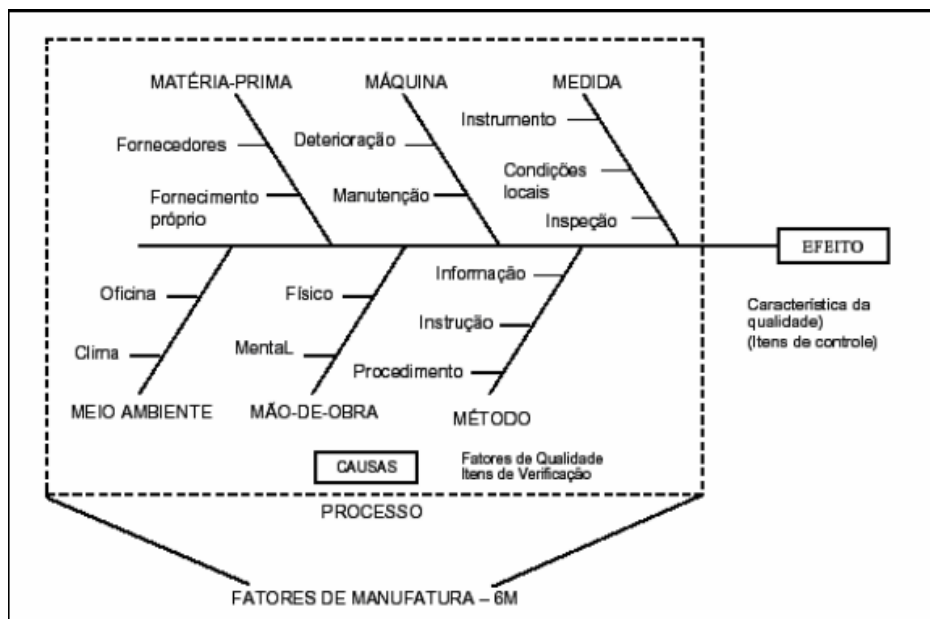 MATÉRIA-PRIMA
MÁQUINA
MEDIDA
Fornecedores
Fornecimento
próprio
Deterioração
Manutenção
Instrumento
Condições
locais
Inspeção
EFEITO
Característica da
qualidade)
(Itens de controle)
Oficina
Clima
MEIO AMBIENTE
Físico
MentaL
MÃO-DE-OBRA
Informação
Instrução
Procedimento
MÉTODO
CAUSAS
Fatores de Qualidade
Itens de Verificação
PROCESSO
FATORES DE MANUFATURA – 6M